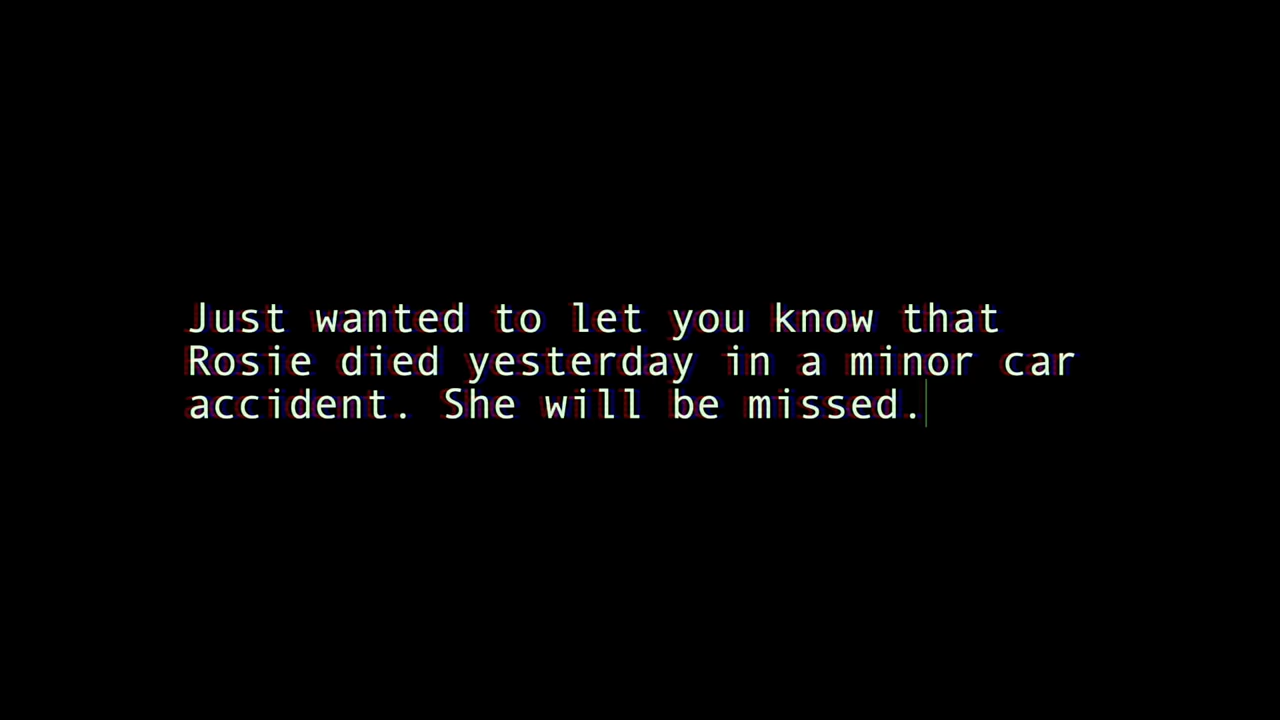 Just wanted to let you know that
Rosie died yesterday in a minor car
accident. She will be missed.